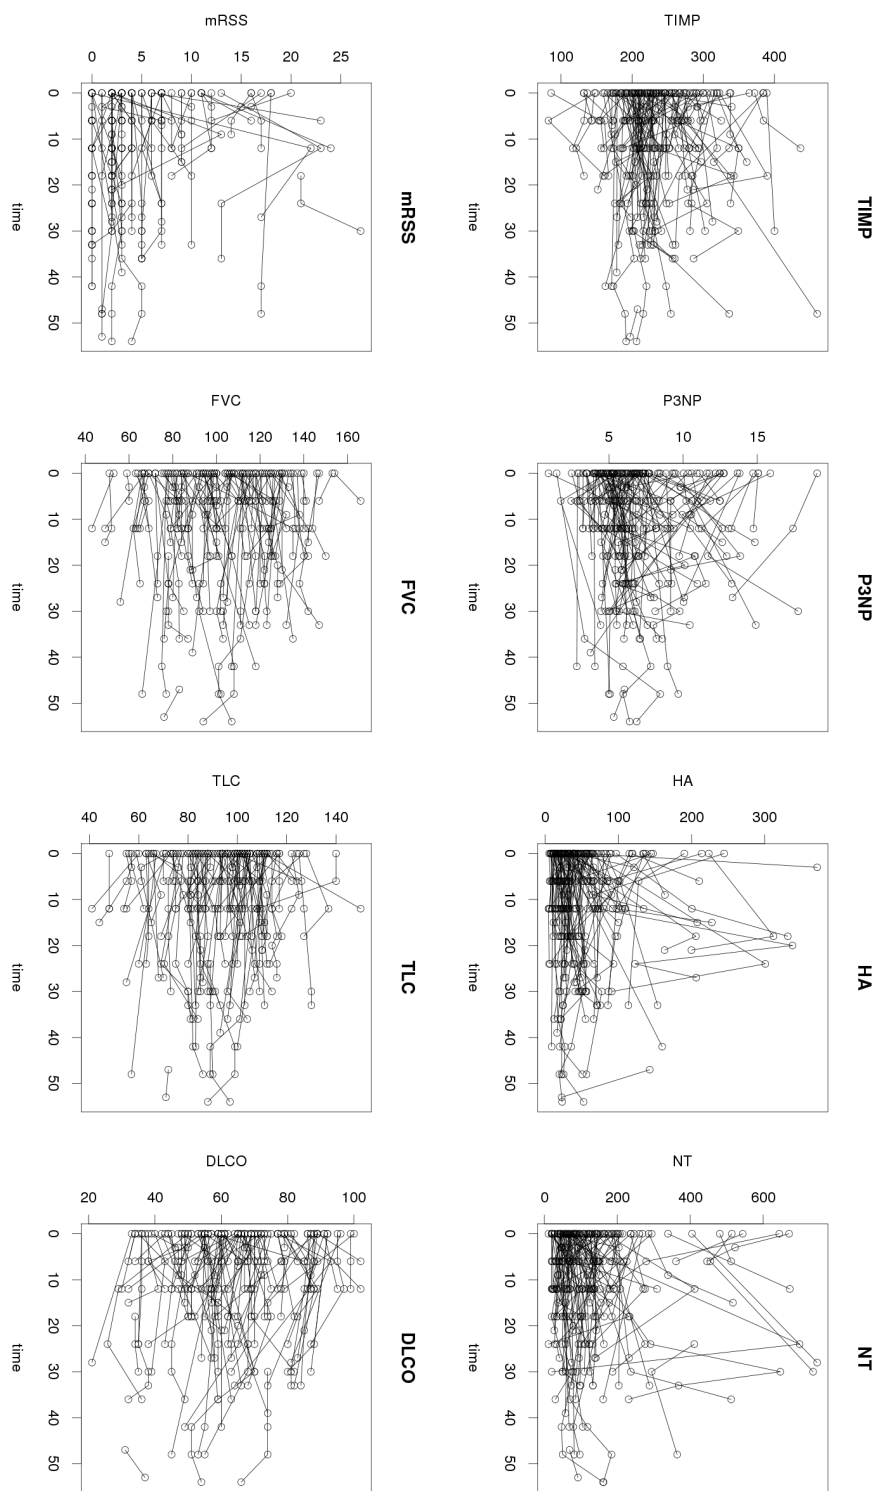 mRSS
0 5 10 15 20 25
0 10 20 30 40 50
time
mRSS
TIMP
100 200 300 400
0 10 20 30 40 50
time
TIMP
FVC
40 60 80 100 120 140 160
0 10 20 30 40 50
time
FVC
P3NP
5 10 15
0 10 20 30 40 50
time
P3NP
TLC
40 60 80 100 120 140
0 10 20 30 40 50
time
TLC
HA
0 100 200 300
0 10 20 30 40 50
time
HA
DLCO
20 40 60 80 100
0 10 20 30 40 50
time
DLCO
NT
0 200 400 600
0 10 20 30 40 50
time
NT